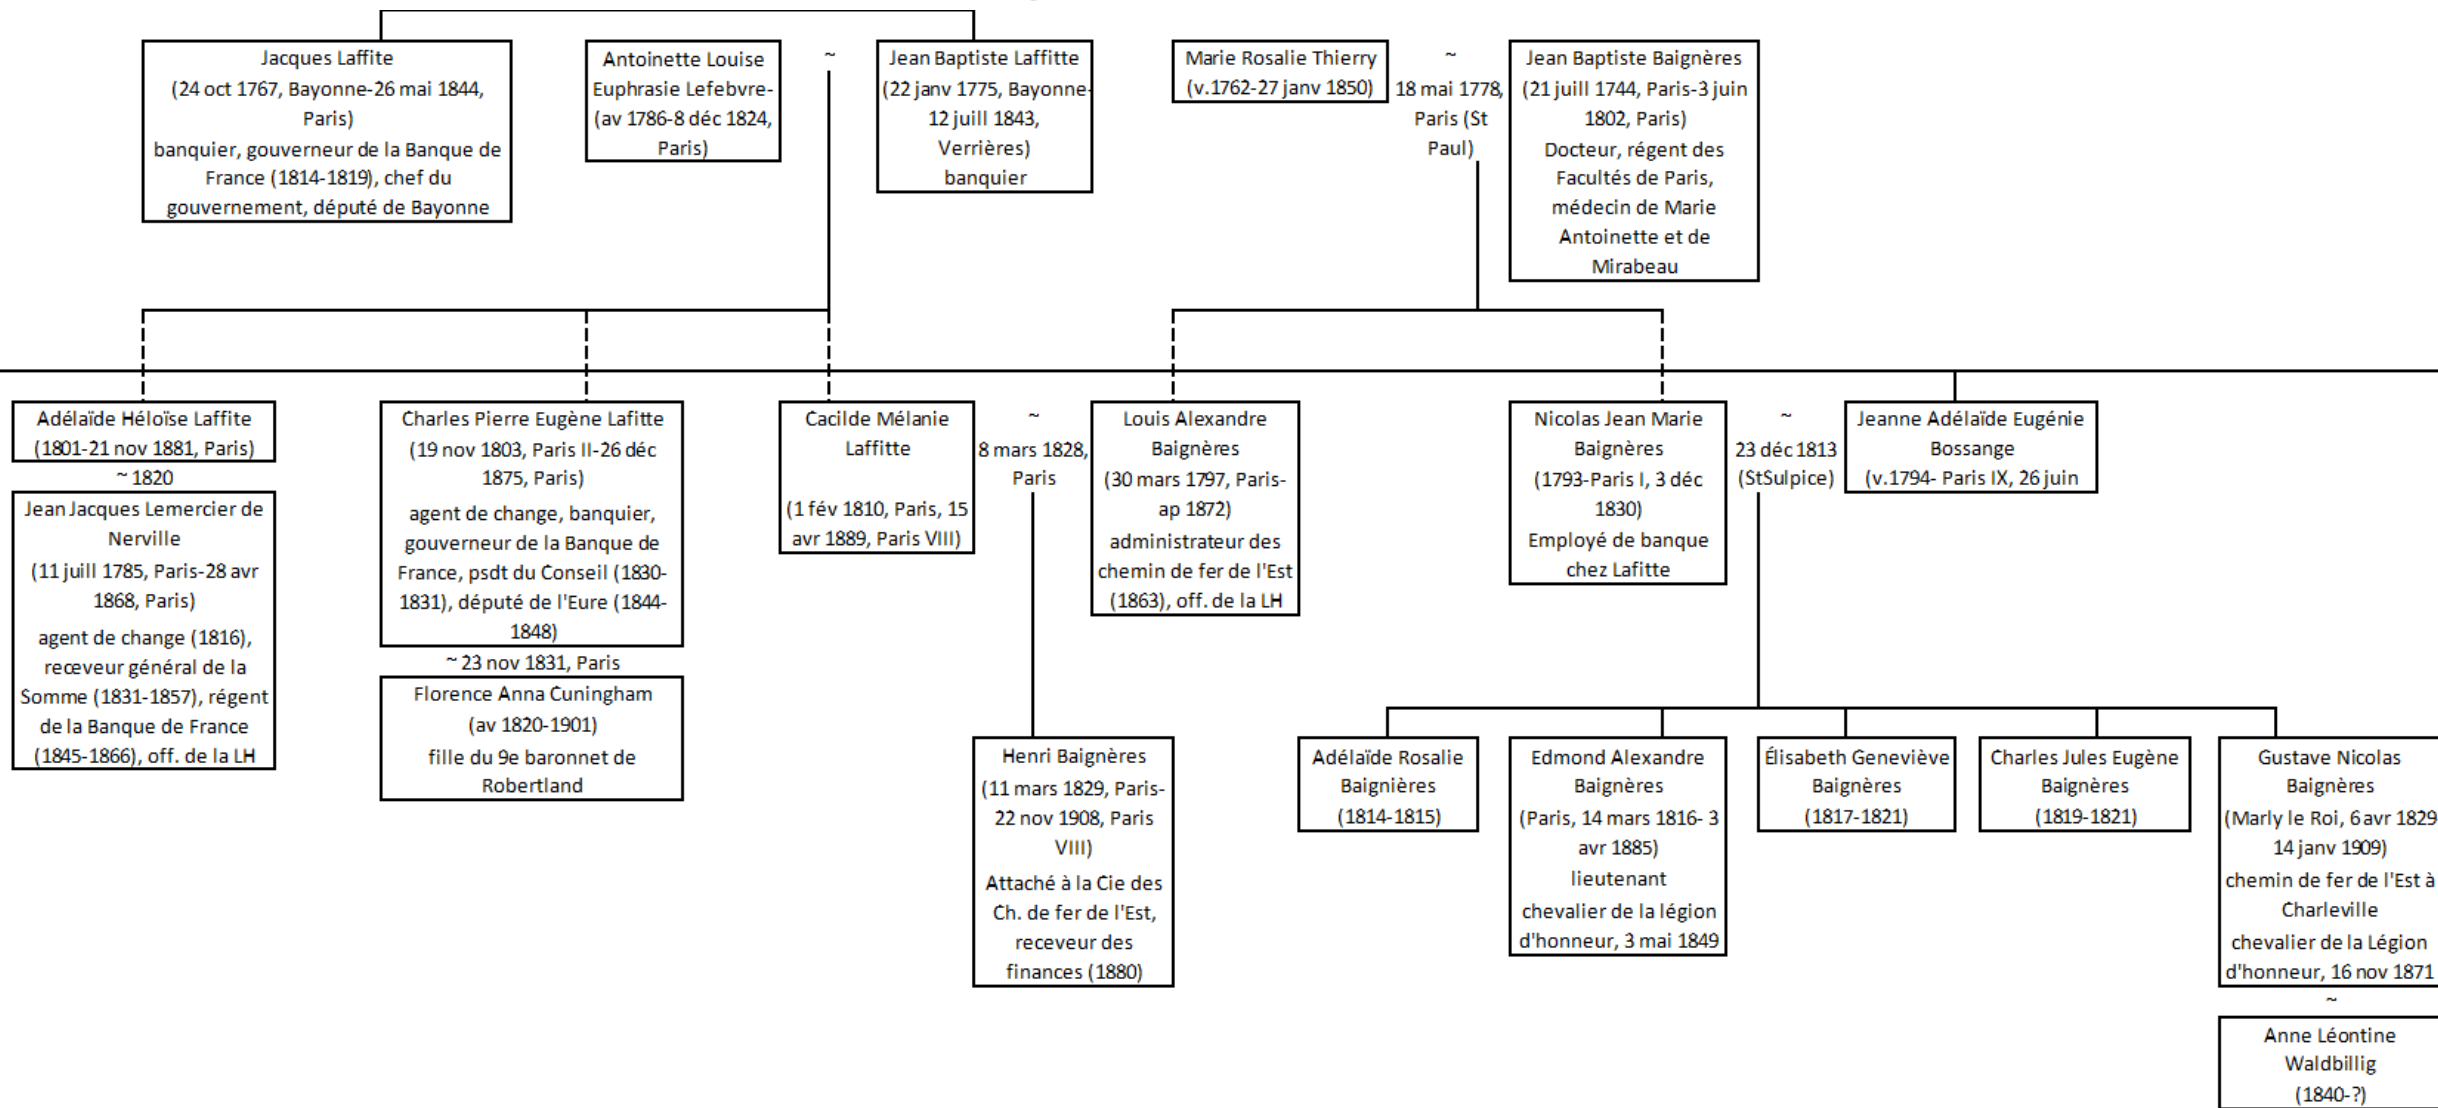 Jacques Laffite
(24 oct 1767, Bayonne-26 mai 1844,
Paris)
banquier, gouverneur de la Banque de
France (1814-1819), chef du
gouvernement, député de Bayonne
Antoinette Louise
Euphrasie Lefebvre-
(av 1786-8 déc 1824,
Paris)
~
Jean Baptiste Laffitte
(22 janv 1775, Bayonne-
12 juill 1843,
Verrières)
banquier
Marie Rosalie Thierry
(v.1762-27 janv 1850)
~
18 mai 1778,
Paris (St
Paul)
Jean Baptiste Baignères
(21 juill 1744, Paris-3 juin
1802, Paris)
Docteur, régent des
Facultés de Paris,
médecin de Marie
Antoinette et de
Mirabeau
Adélaïde Héloïse Laffite
(1801-21 nov 1881, Paris)
~ 1820
Jean Jacques Lemercier de
Nerville
(11 juill 1785, Paris-28 avr
1868, Paris)
agent de change (1816),
receveur général de la
Somme (1831-1857), régent
de la Banque de France
(1845-1866), off. de la LH
Charles Pierre Eugène Lafitte
(19 nov 1803, Paris II-26 déc
1875, Paris)
agent de change, banquier,
gouverneur de la Banque de
France, psdt du Conseil (1830-
1831), député de l'Eure (1844-
1848)
~ 23 nov 1831, Paris
Florence Anna Cuningham
(av 1820-1901)
fille du 9e baronnet de
Robertland
Cacilde Mélanie
Laffitte
(1 fév 1810, Paris, 15
avr 1889, Paris VIII)
~
8 mars 1828,
Paris
Louis Alexandre
Baignères
(30 mars 1797, Paris-
ap 1872)
administrateur des
chemin de fer de l'Est
(1863), off. de la LH
Nicolas Jean Marie
Baignères
(1793-Paris I, 3 déc
1830)
Employé de banque
chez Lafitte
~
23 déc 1813
(StSulpice)
Jeanne Adélaïde Eugénie
Bossange
(v.1794- Paris IX, 26 juin
Henri Baignères
(11 mars 1829, Paris-
22 nov 1908, Paris
VIII)
Attaché à la Cie des
Ch. de fer de l'Est,
receveur des
finances (1880)
Adélaïde Rosalie
Baignières
(1814-1815)
Edmond Alexandre
Baignères
(Paris, 14 mars 1816- 3
avr 1885)
lieutenant
chevalier de la légion
d'honneur, 3 mai 1849
Élisabeth Geneviève
Baignères
(1817-1821)
Charles Jules Eugène
Baignères
(1819-1821)
Gustave Nicolas
Baignères
(Marly le Roi, 6 avr 1829-
14 janv 1909)
chemin de fer de l'Est à
Charleville
chevalier de la Légion
d'honneur, 16 nov 1871
~
Anne Léontine
Waldbillig
(1840-?)